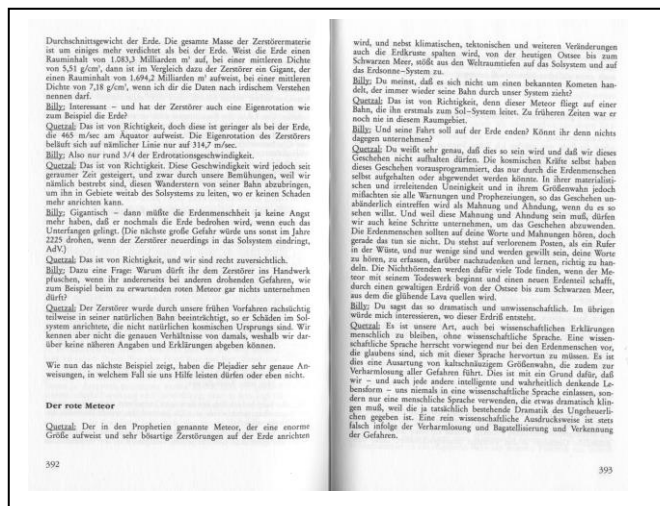 Durchschnittsgewicht der Erde. Die gesamte Masse der Zerstörermaterie
ist um einiges mehr verdichtet als bei der Erde. Weist die Erde einen
Rauminhalt von 1.083,3 Milliarden m³ auf, bei einer mittleren Dichte
von 5,51 g/cm³, dann ist im Vergleich dazu der Zerstörer ein Gigant, der
einen Rauminhalt von 1.694,2 Milliarden m³ aufweist, bei einer mittleren
Dichte von 7,18 g/cm³, wenn ich dir die Daten nach irdischem Verstehen
nennen darf.
Billy: Interessant – und hat der Zerstörer auch eine Eigenrotation wie
zum Beispiel die Erde?
Quetzal: Das ist von Richtigkeit, doch diese ist geringer als bei der Erde,
die 465 m/sec am Äquator aufweist. Die Eigenrotation des Zerstörers
beläuft sich auf nämlicher Linie nur auf 314,7 m/sec.
Billy: Also nur rund 3/4 der Erdrotationsgeschwindigkeit.
Quetzal: Das ist von Richtigkeit. Diese Geschwindigkeit wird jedoch seit
geraumer Zeit gesteigert, und zwar durch unsere Bemühungen, weil wir
nämlich bestrebt sind, diesen Wanderstern von seiner Bahn abzubringen,
um ihn in Gebiete weitab des Solsystems zu leiten, wo er keinen Schaden
mehr anrichten kann.
Billy: Gigantisch – dann müßte die Erdenmenschheit ja keine Angst
mehr haben, daß er nochmals die Erde bedrohen wird, wenn euch das
Unterfangen gelingt. (Die nächste große Gefahr würde uns sonst im Jahre
2225 drohen, wenn der Zerstörer neuerdings in das Solsystem eindringt,
AdV.)
Quetzal: Das ist von Richtigkeit, und wir sind recht zuversichtlich.
Billy: Dazu eine Frage: Warum dürft ihr dem Zerstörer ins Handwerk
pfuschen, wenn ihr andererseits bei anderen drohenden Gefahren, wie
zum Beispiel beim zu erwartenden roten Meteor gar nichts unternehmen
dürft?
Quetzal: Der Zerstörer wurde durch unsere frühen Vorfahren rachsüchtig
teilweise in seiner natürlichen Bahn beeinträchtigt, so er Schäden im Sol-
system anrichtete, die nicht natürlichen kosmischen Ursprungs sind. Wir
kennen aber nicht die genauen Verhältnisse von damals, weshalb wir dar-
über keine näheren Angaben und Erklärungen abgeben können.
Wie nun das nächste Beispiel zeigt, haben die Plejadier sehr genaue An-
weisungen, in welchem Fall sie uns Hilfe leisten dürfen oder eben nicht.
Der rote Meteor
Quetzal: Der in den Prophetien genannte Meteor, der eine enorme
Größe aufweist und sehr bösartige Zerstörungen auf der Erde anrichten
392
wird, und nebst klimatischen, tektonischen und weiteren Veränderungen
auch die Erdkruste spalten wird, von der heutigen Ostsee bis zum
Schwarzen Meer, stößt aus den Weltraumtiefen auf das Solsystem und auf
das Erdsonne–System zu.
Billy: Du meinst, daß es sich nicht um einen bekannten Kometen han-
delt, der immer wieder seine Bahn durch unser System zieht?
Quetzal: Das ist von Richtigkeit, denn dieser Meteor fliegt auf einer
Bahn, die ihn erstmals zum Sol–System leitet. Zu früheren Zeiten war er
noch nie in diesem Raumgebiet.
Billy: Und seine Fahrt soll auf der Erde enden? Könnt ihr denn nichts
dagegen unternehmen?
Quetzal: Du weißt sehr genau, daß dies so sein wird und daß wir dieses
Geschehen nicht aufhalten dürfen. Die kosmischen Kräfte selbst haben
dieses Geschehen vorausprogrammiert, das nur durch die Erdenmenschen
selbst aufgehalten oder abgewendet werden könnte. In ihrer materialisti-
schen und irreleitenden Uneinigkeit und in ihrem Größenwahn jedoch
mißachten sie alle Warnungen und Prophezeiungen, so das Geschehen un-
abänderlich eintreffen wird als Mahnung und Ahndung, wenn du es so
sehen willst. Und weil diese Mahnung und Ahndung sein muß, dürfen
wir auch keine Schritte unternehmen, um das Geschehen abzuwenden.
Die Erdenmenschen sollten auf deine Worte und Mahnungen hören, doch
gerade das tun sie nicht. Du stehst auf verlorenem Posten, als ein Rufer
in der Wüste, und nur wenige sind und werden gewillt sein, deine Worte
zu hören, zu erfassen, darüber nachzudenken und lernen, richtig zu han-
deln. Die Nichthörenden werden dafür viele Tode finden, wenn der Me-
teor mit seinem Todeswerk beginnt und einen neuen Erdenteil schafft,
durch einen gewaltigen Erdriß von der Ostsee bis zum Schwarzen Meer,
aus dem die glühende Lava quellen wird.
Billy: Du sagst das so dramatisch und unwissenschaftlich. Im übrigen
würde mich interessieren, wo dieser Erdriß entsteht.
Quetzal: Es ist unsere Art, auch bei wissenschaftlichen Erklärungen
menschlich zu bleiben, ohne wissenschaftliche Sprache. Eine wissen-
schaftliche Sprache herrscht vorwiegend nur bei den Erdenmenschen vor,
die glaubens sind, sich mit dieser Sprache hervortun zu müssen. Es ist
dies eine Ausartung von kaltschnäuzigem Größenwahn, die zudem zur
Verharmlosung aller Gefahren führt. Dies ist mit ein Grund dafür, daß
wir – und auch jede andere intelligente und wahrheitlich denkende Le-
bensform – uns niemals in eine wissenschaftliche Sprache einlassen, son-
dern nur eine menschliche Sprache verwenden, die etwas dramatisch klin-
gen muß, weil die ja tatsächlich bestehende Dramatik des Ungeheuerli-
chen gegeben ist. Eine rein wissenschaftliche Ausdrucksweise ist stets
falsch infolge der Verharmlosung und Bagatellisierung und Verkennung
der Gefahren.
393